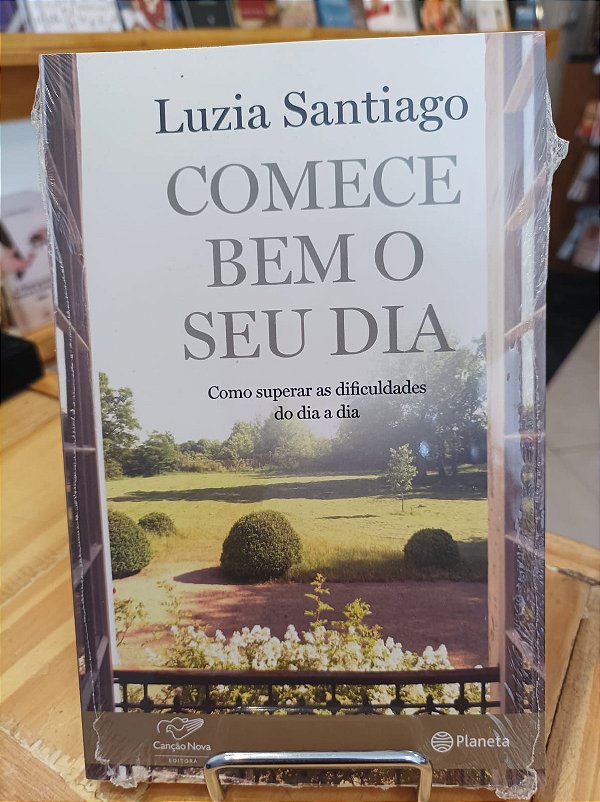 Luzia Santiago
COMECE
BEM O
SEU DIA
Como superar as dificuldades
do dia a dia
Canção Nova
EDITORA
Planeta